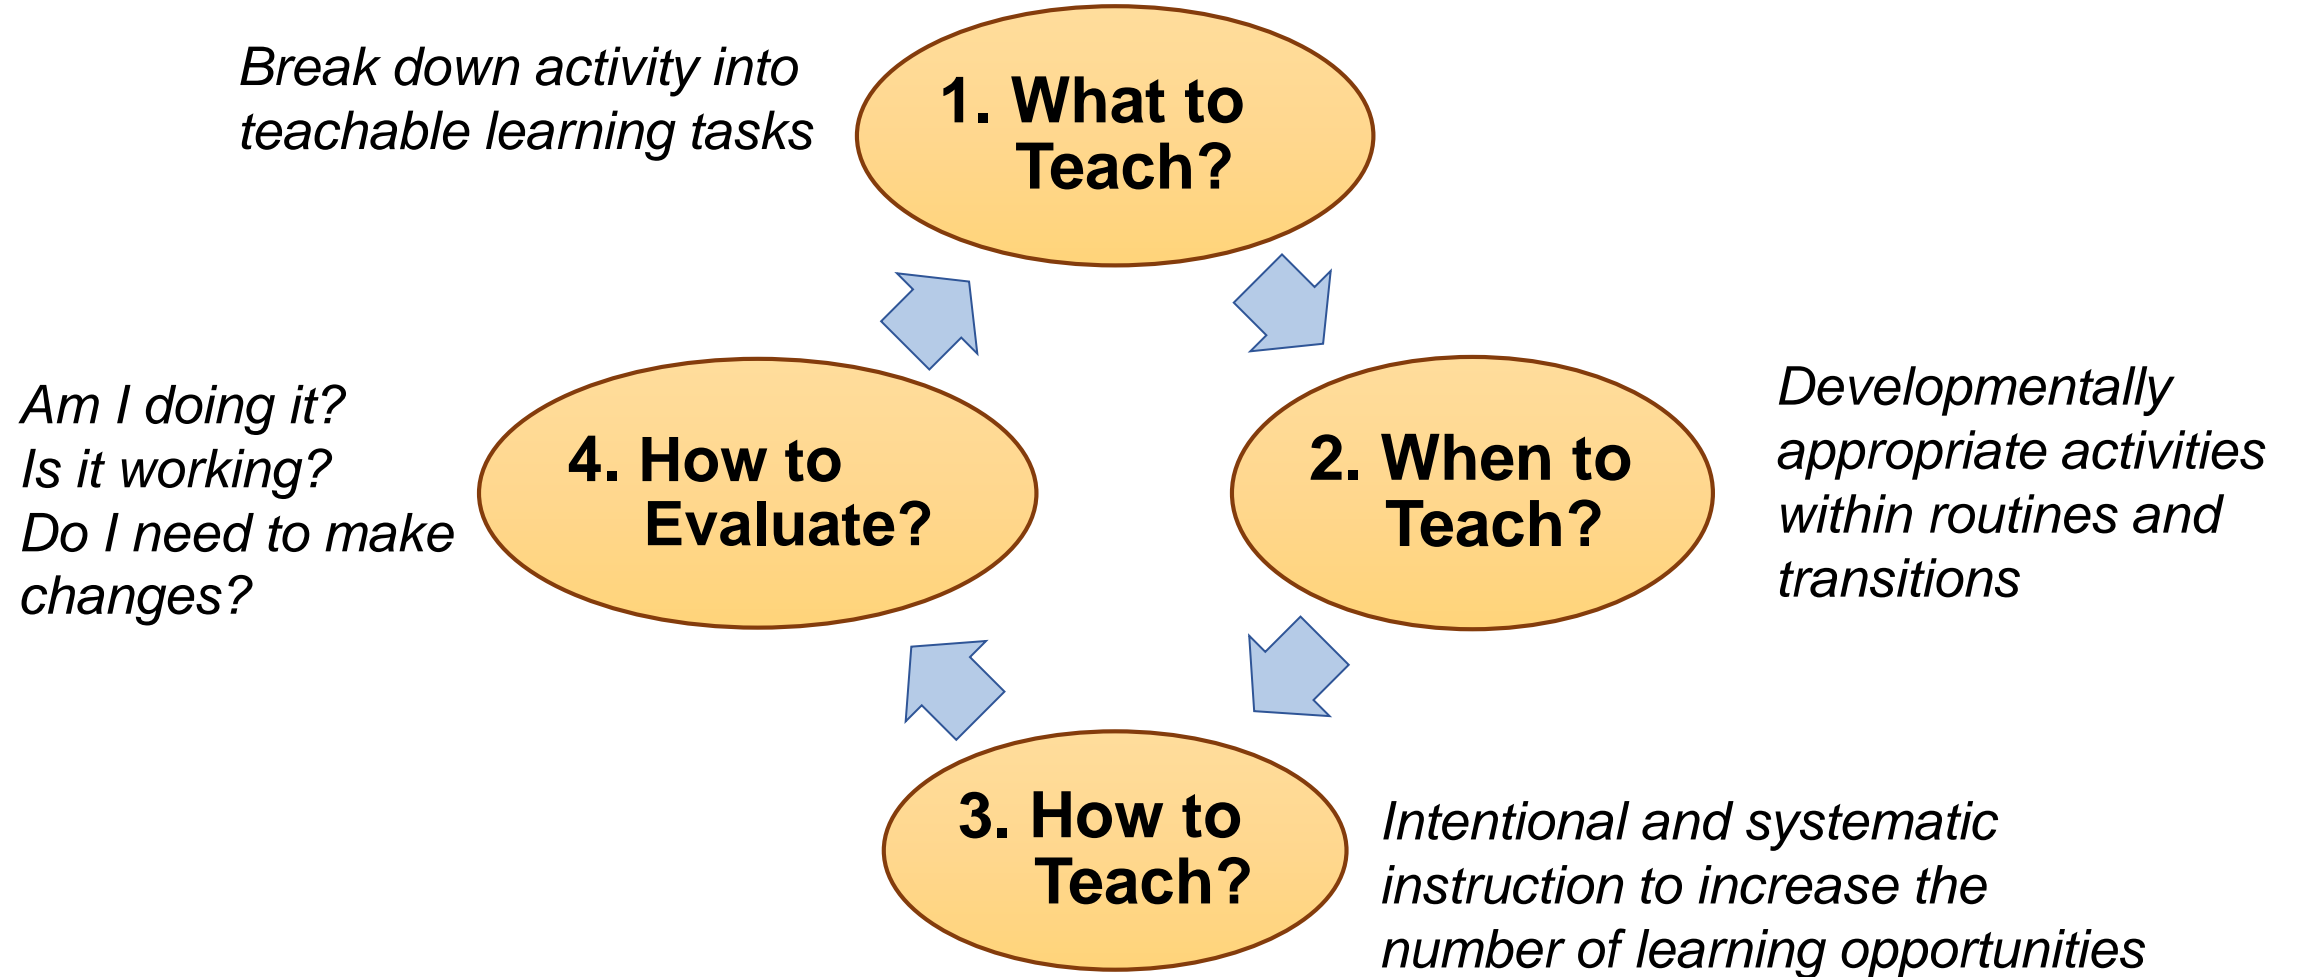 Break down activity into
teachable learning tasks
1. What to
Teach?
Am I doing it?
Is it working?
Do I need to make
changes?
4. How to
Evaluate?
2. When to
Teach?
Developmentally
appropriate activities
within routines and
transitions
3. How to
Teach?
Intentional and systematic
instruction to increase the
number of learning opportunities